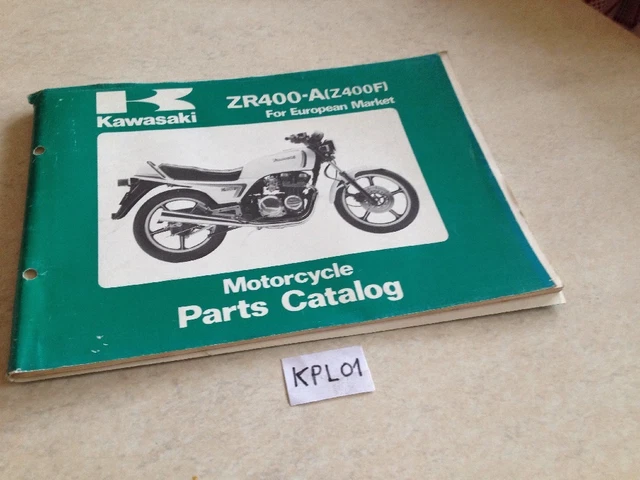 Kawasaki
ZR400-A(Z400F)
For European Market
Motorcycle
Parts Catalog
KPL01